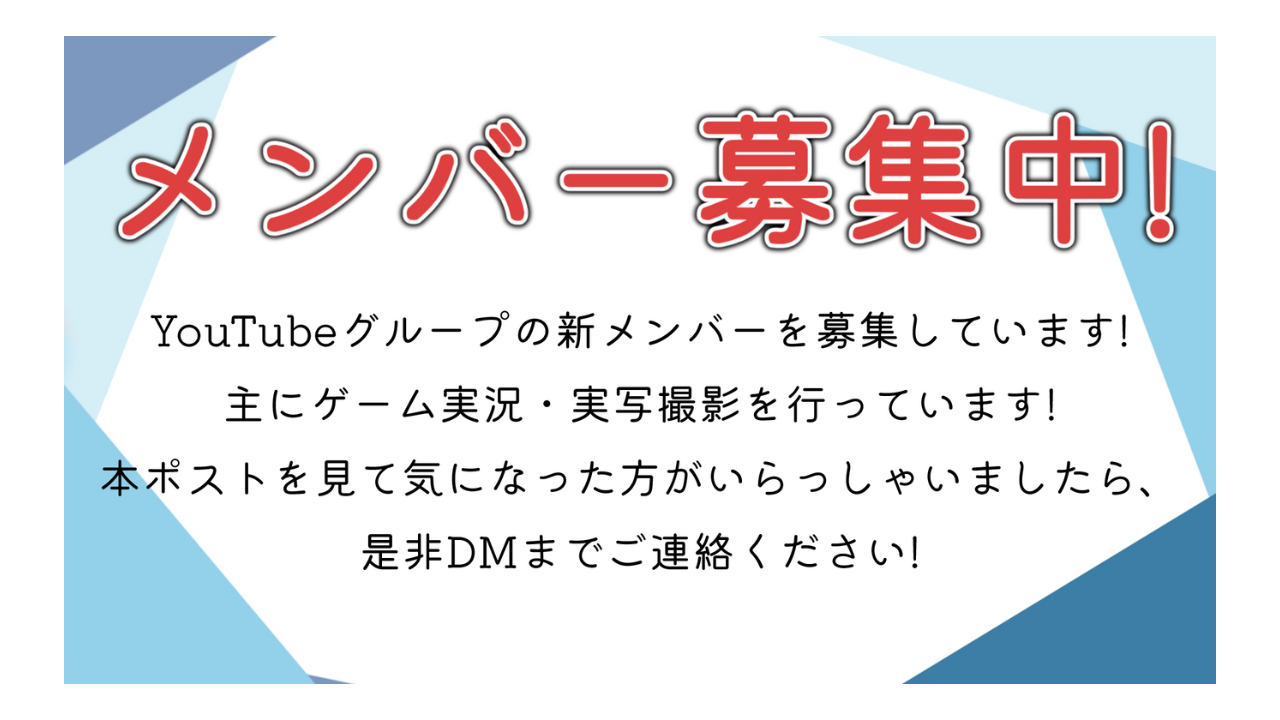 メンバー募集中!
YouTubeグループの新メンバーを募集しています!
主にゲーム実況・実写撮影を行っています!
本ポストを見て気になった方がいらっしゃいましたら、
是非DMまでご連絡ください!